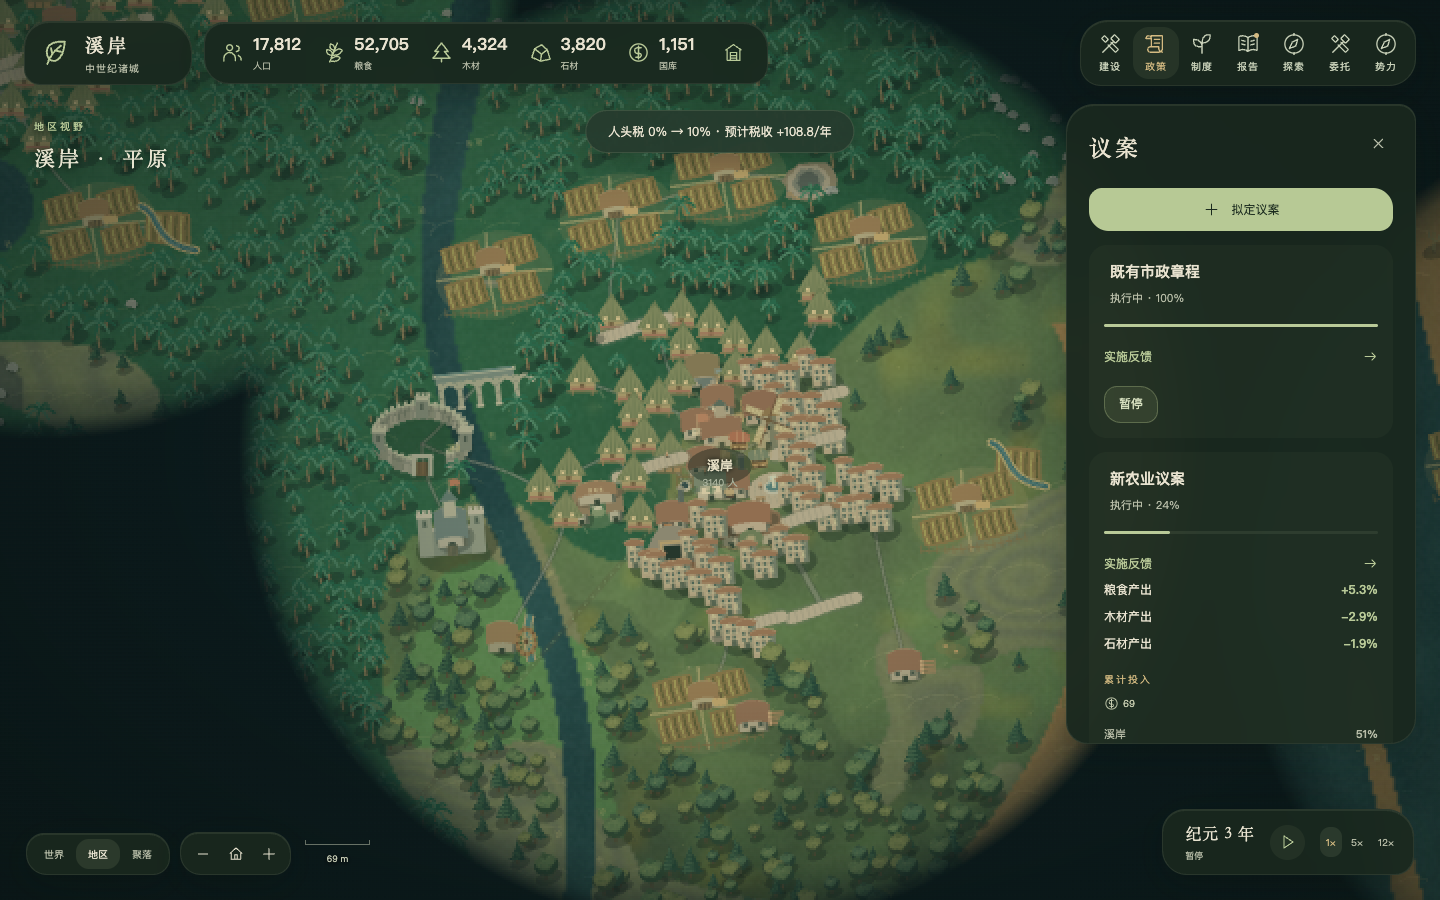 溪岸
中世纪诸城
17,812
人口
52,705
粮食
4,324
木材
3,820
石材
1,151
国库
建设
政策
制度
报告
探索
委托
势力
地区视野
溪岸 · 平原
人头税 0% → 10% · 预计税收 +108.8/年
议案
拟定议案
既有市政章程
执行中 · 100%
实施反馈
暂停
新农业议案
执行中 · 24%
实施反馈
粮食产出 +5.3%
木材产出 −2.9%
石材产出 −1.9%
累计投入
69
溪岸 51%
溪岸
3140 人
世界
地区
聚落
69 m
纪元 3 年
暂停
1×
5×
12×